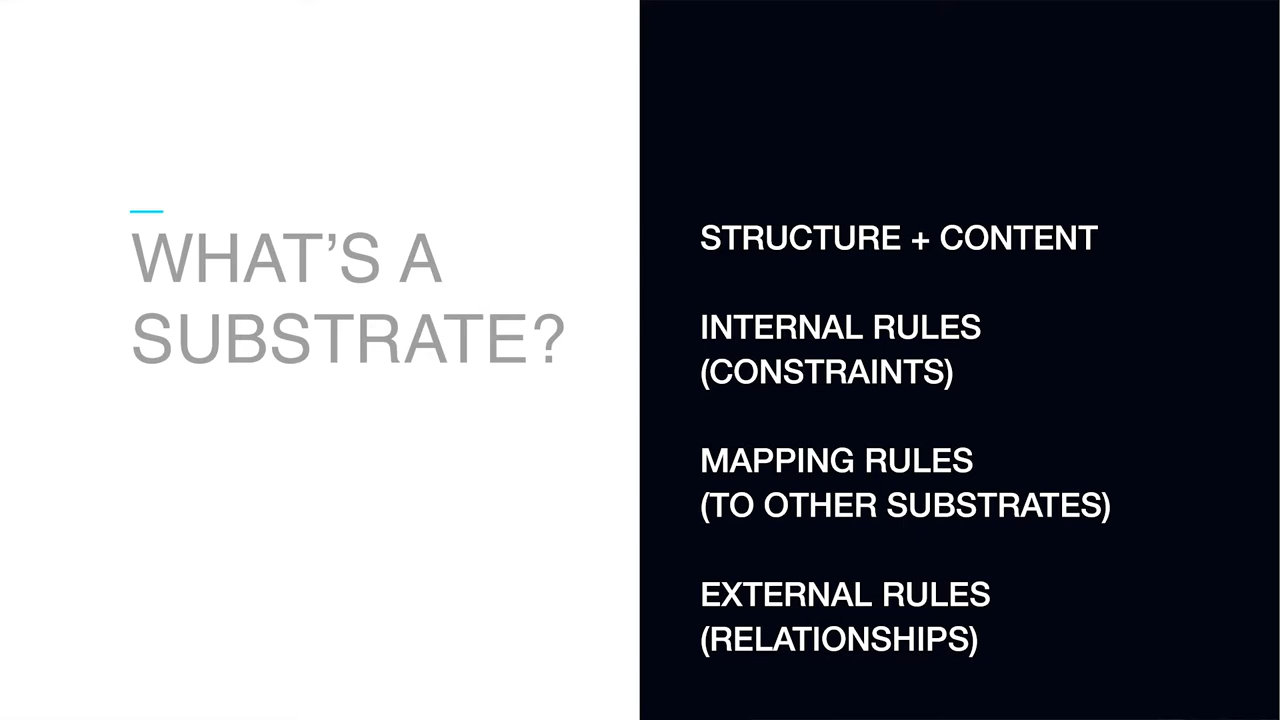 WHAT'S A
SUBSTRATE?
STRUCTURE + CONTENT
INTERNAL RULES
(CONSTRAINTS)
MAPPING RULES
(TO OTHER SUBSTRATES)
EXTERNAL RULES
(RELATIONSHIPS)